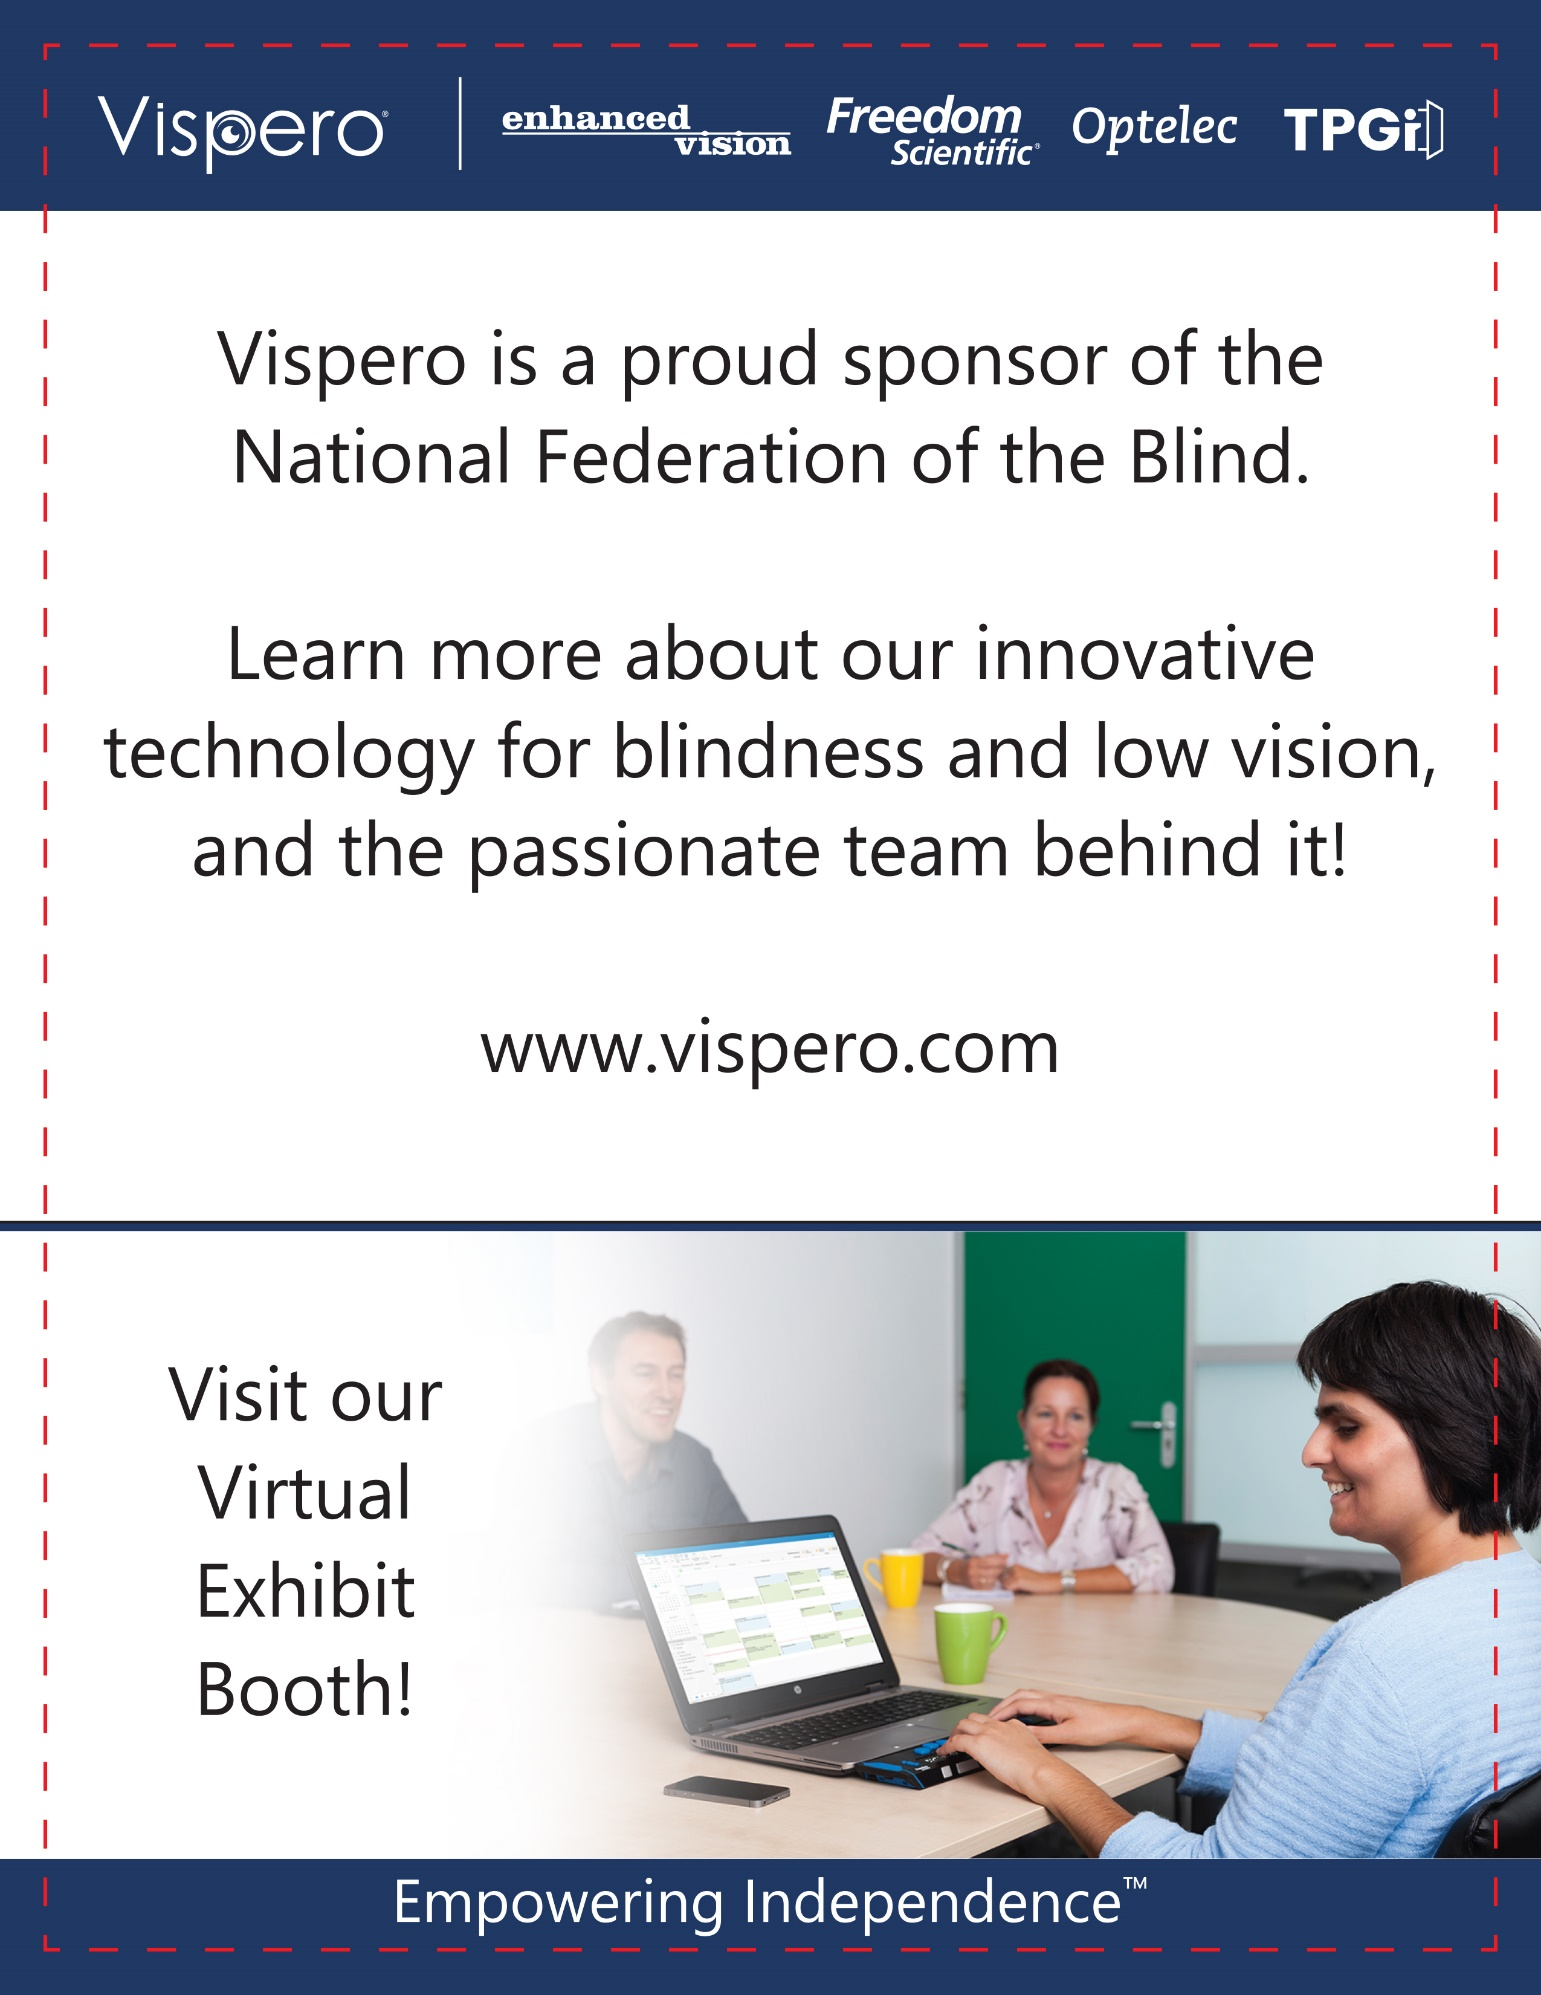 Vispero®
enhanced
vision
Freedom
Scientific®
Optelec
TPGi
Vispero is a proud sponsor of the
National Federation of the Blind.
Learn more about our innovative
technology for blindness and low vision,
and the passionate team behind it!
www.vispero.com
Visit our
Virtual
Exhibit
Booth!
Empowering Independence™